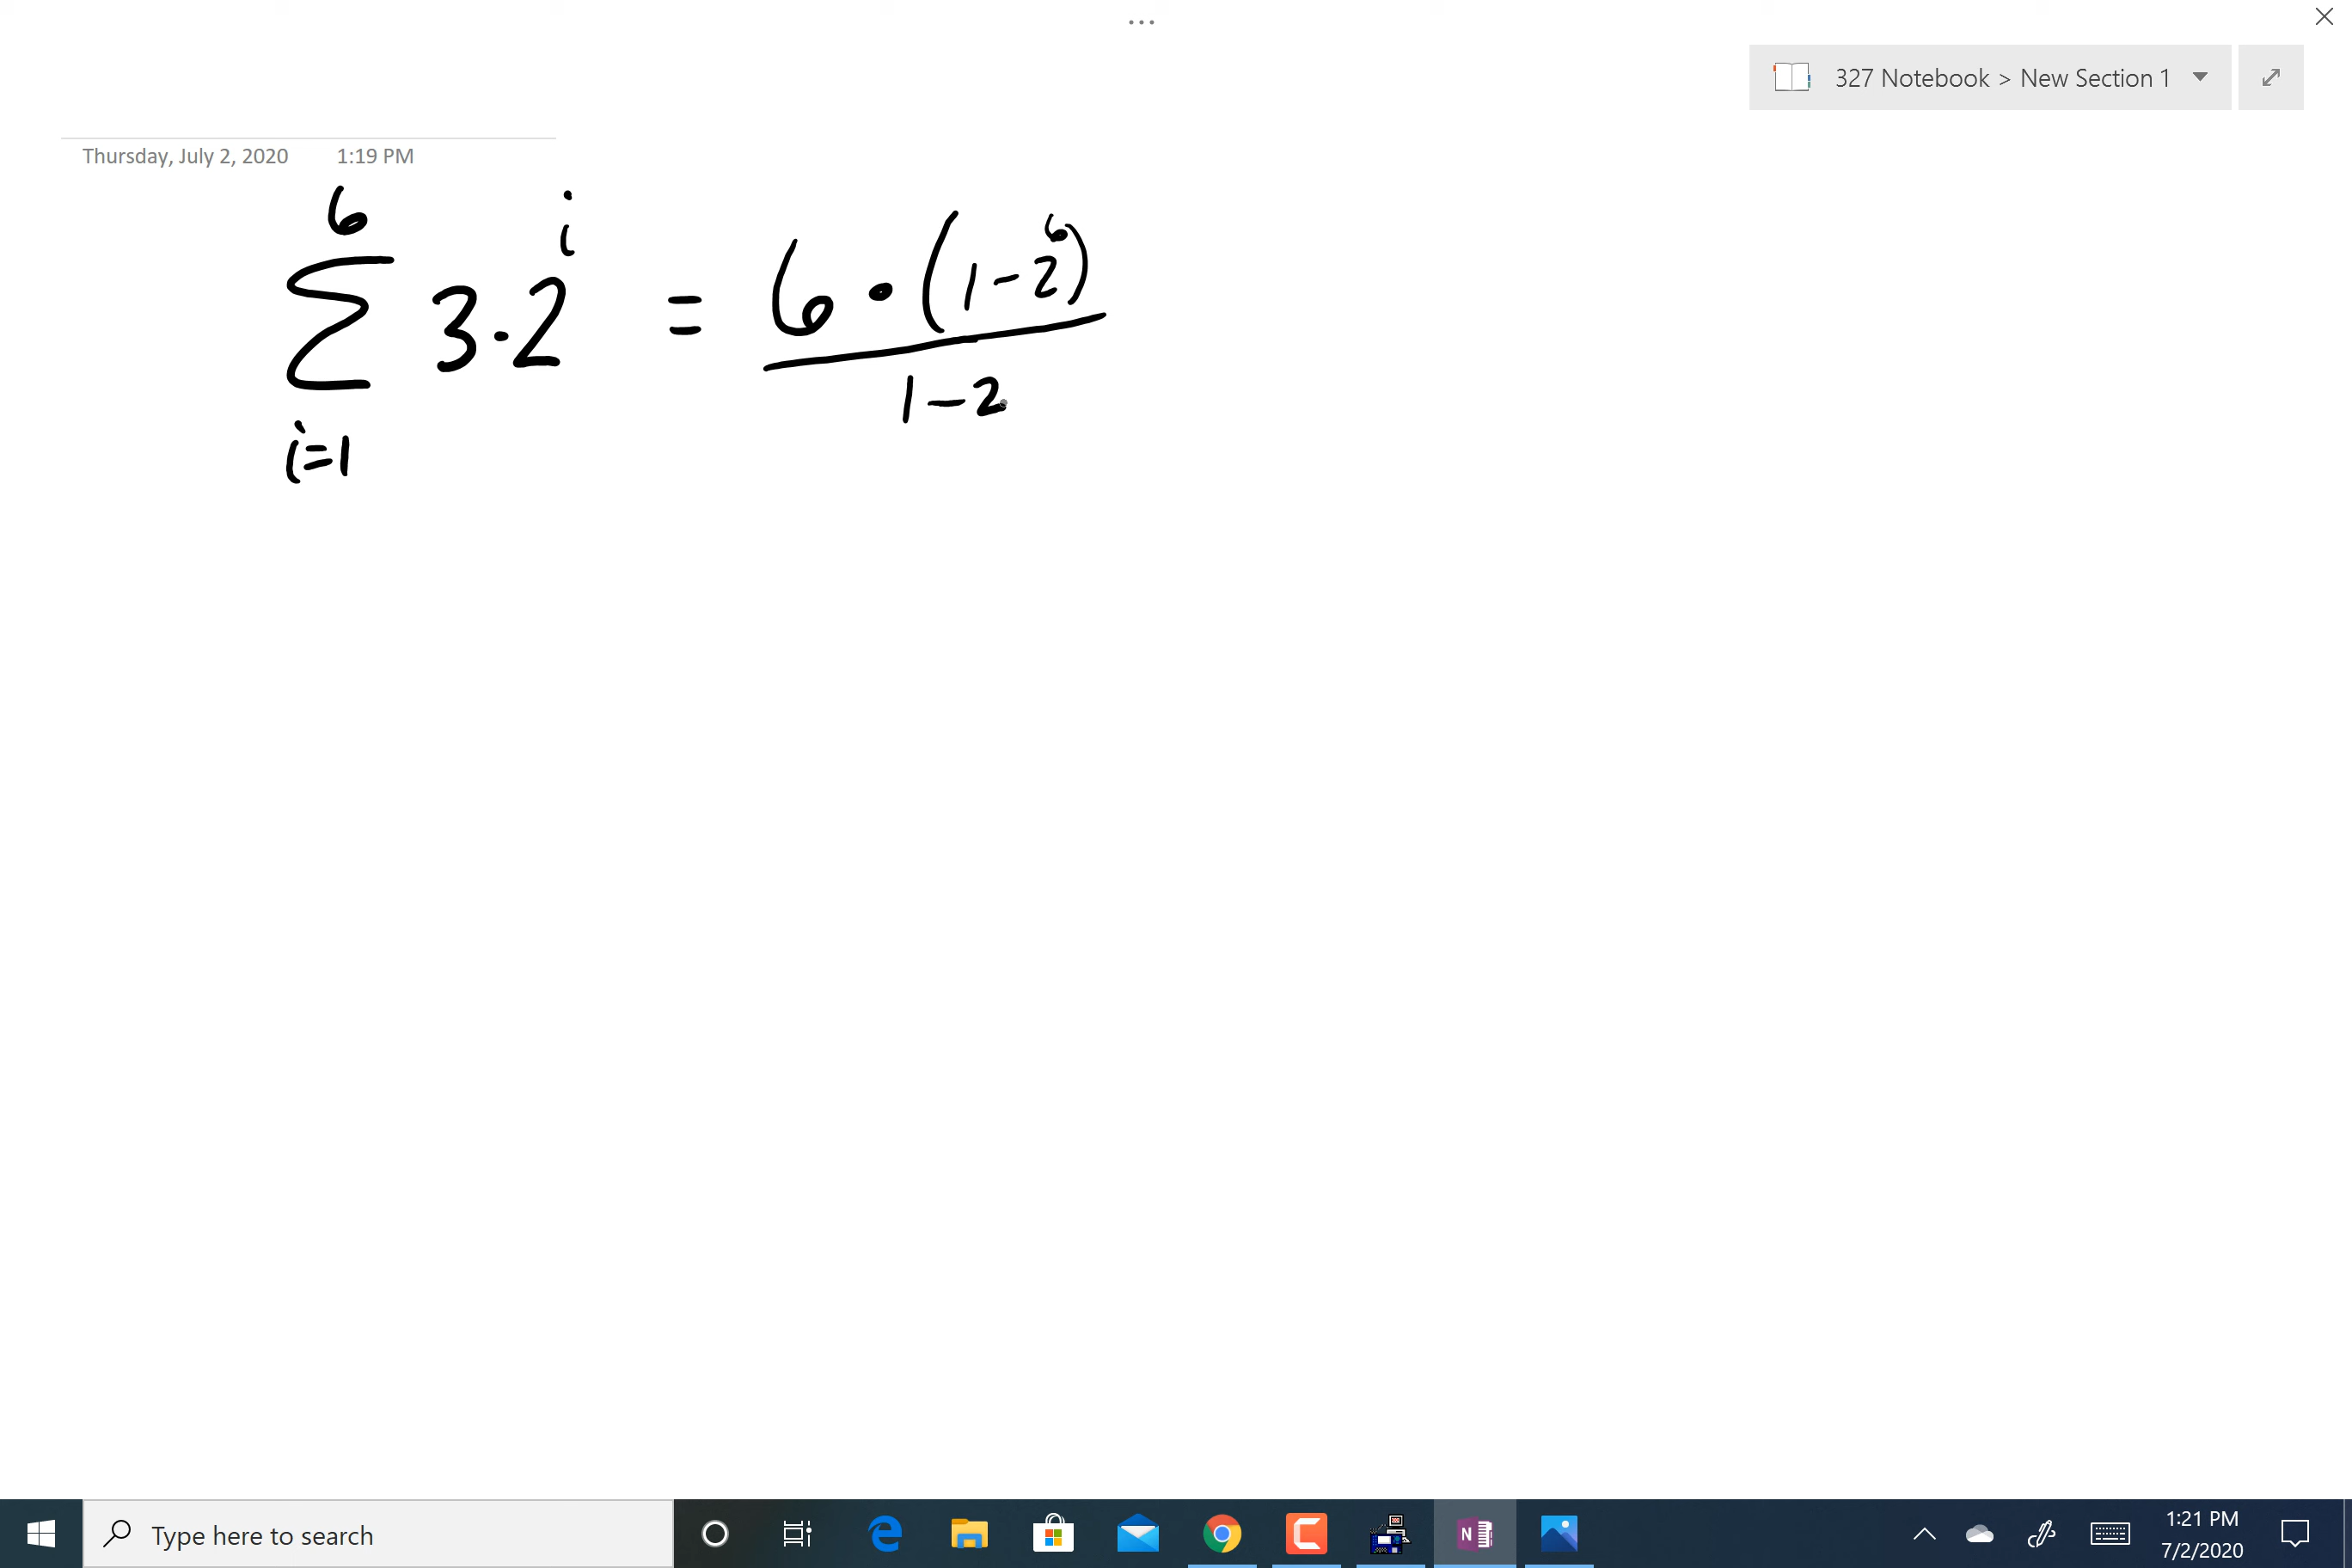 327 Notebook > New Section 1
Thursday, July 2, 2020 1:19 PM
6
∑ 3·2^i = 6·(1-2^6)
1-2
i=1
Type here to search
1:21 PM
7/2/2020